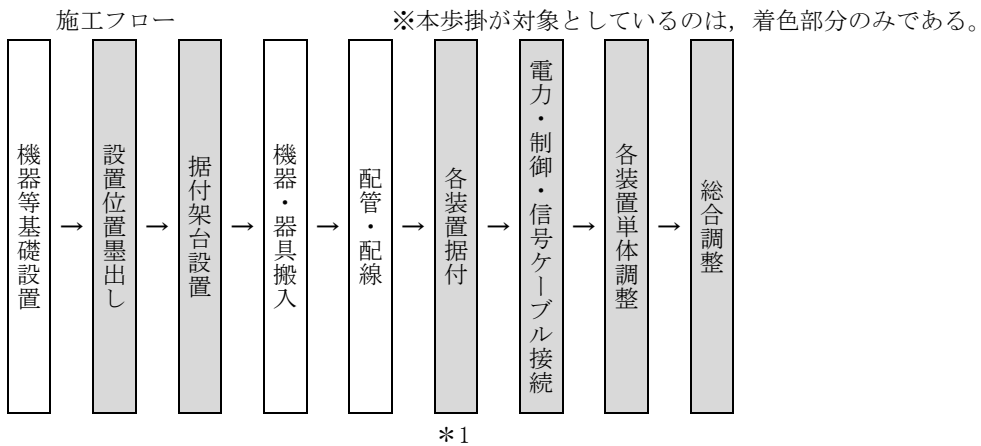 施工フロー
※本歩掛が対象としているのは，着色部分のみである。
機器等基礎設置
→
設置位置墨出し
→
据付架台設置
→
機器・器具搬入
→
配管・配線
→
各装置据付
→
電力・制御・信号ケーブル接続
→
各装置単体調整
→
総合調整
＊1